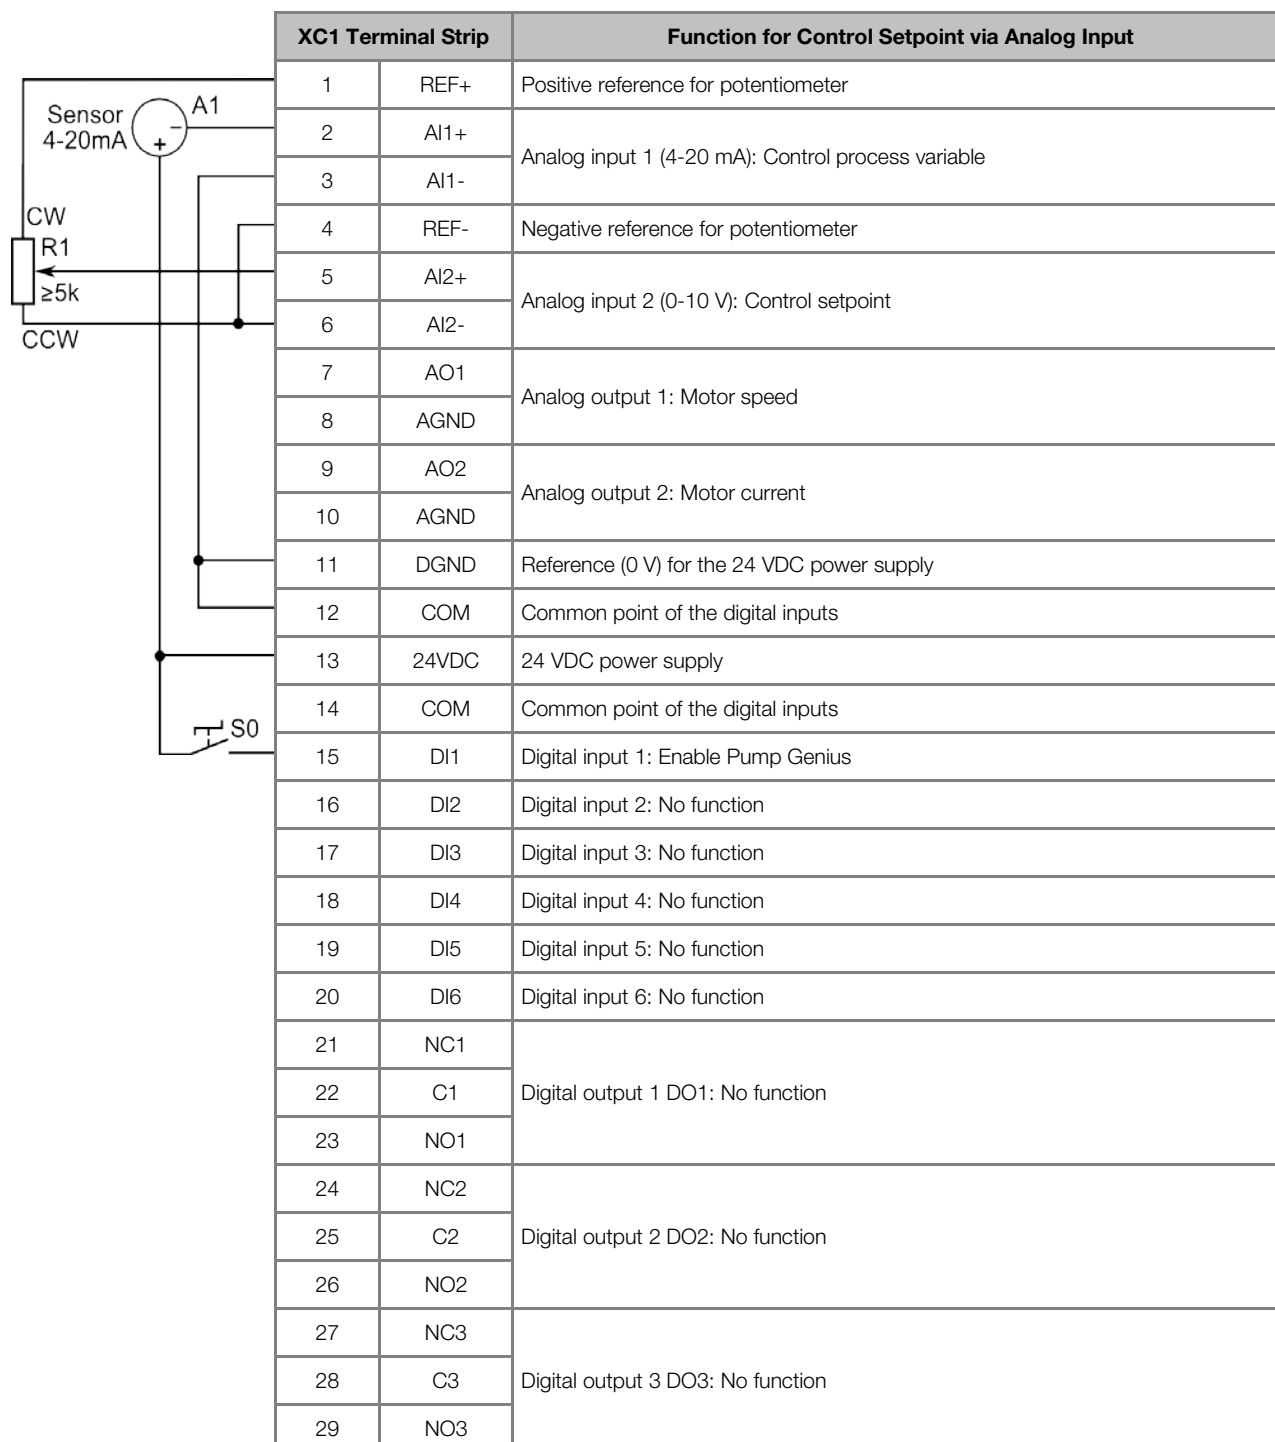 XC1 Terminal Strip Function for Control Setpoint via Analog Input
1 REF+ Positive reference for potentiometer
Sensor
4-20mA
A1
−
+
2 AI1+
Analog input 1 (4-20 mA): Control process variable
3 AI1-
CW
4 REF- Negative reference for potentiometer
R1
≥5k
5 AI2+
Analog input 2 (0-10 V): Control setpoint
6 AI2-
CCW
7 AO1
Analog output 1: Motor speed
8 AGND
9 AO2
Analog output 2: Motor current
10 AGND
11 DGND Reference (0 V) for the 24 VDC power supply
12 COM Common point of the digital inputs
13 24VDC 24 VDC power supply
14 COM Common point of the digital inputs
S0
15 DI1 Digital input 1: Enable Pump Genius
16 DI2 Digital input 2: No function
17 DI3 Digital input 3: No function
18 DI4 Digital input 4: No function
19 DI5 Digital input 5: No function
20 DI6 Digital input 6: No function
21 NC1
22 C1 Digital output 1 DO1: No function
23 NO1
24 NC2
25 C2 Digital output 2 DO2: No function
26 NO2
27 NC3
28 C3 Digital output 3 DO3: No function
29 NO3